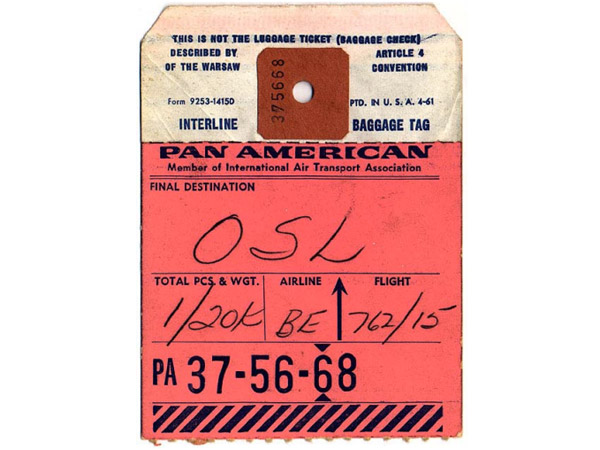 THIS IS NOT THE LUGGAGE TICKET (BAGGAGE CHECK)
DESCRIBED BY ARTICLE 4
OF THE WARSAW CONVENTION
375668
Form 9253-1415D PTD. IN U.S.A. 4-61
INTERLINE BAGGAGE TAG
PAN AMERICAN
Member of International Air Transport Association
FINAL DESTINATION
OSL
TOTAL PCS & WGT. AIRLINE FLIGHT
1/20K BE 762/15
PA 37-56-68